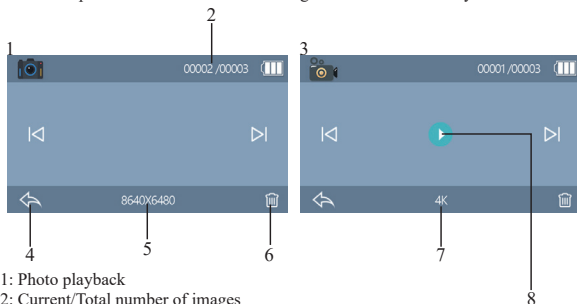 2
1
3
00002 /00003
00001 /00003
8640X6480
4K
4
5
6
7
8
1: Photo playback
2: Current/Total number of images